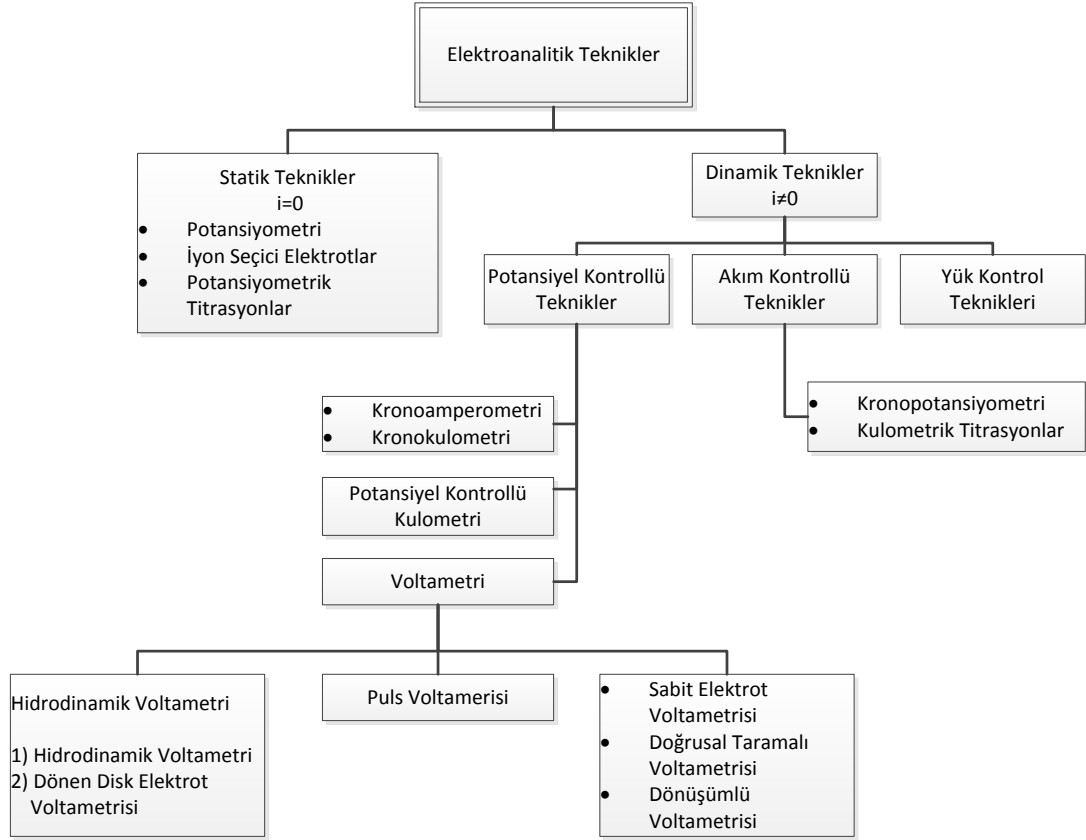 Elektroanalitik Teknikler
Statik Teknikler
i=0
• Potansiyometri
• İyon Seçici Elektrotlar
• Potansiyometrik
Titrasyonlar
Dinamik Teknikler
i≠0
Potansiyel Kontrollü
Teknikler
Akım Kontrollü
Teknikler
Yük Kontrol
Teknikleri
• Kronoamperometri
• Kronokulometri
• Kronopotansiyometri
• Kulometrik Titrasyonlar
Potansiyel Kontrollü
Kulometri
Voltametri
Hidrodinamik Voltametri
1) Hidrodinamik Voltametri
2) Dönen Disk Elektrot
Voltametrisi
Puls Voltamerisi
• Sabit Elektrot
Voltametrisi
• Doğrusal Taramalı
Voltametrisi
• Dönüşümlü
Voltametrisi